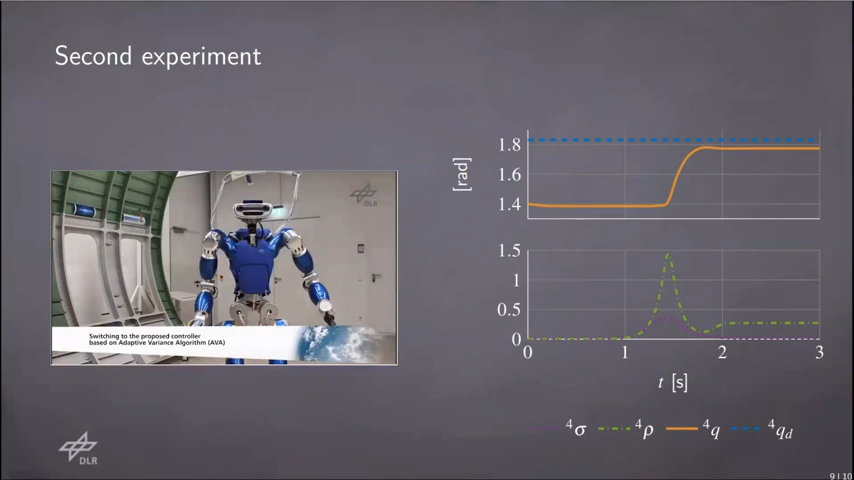 Second experiment
DLR
Switching to the proposed controller
based on Adaptive Variance Algorithm (AVA)
[rad]
1.8
1.6
1.4
1.5
1
0.5
0
0 1 2 3
t [s]
⁴σ ⁴ρ ⁴q ⁴q_d
DLR
9 | 10